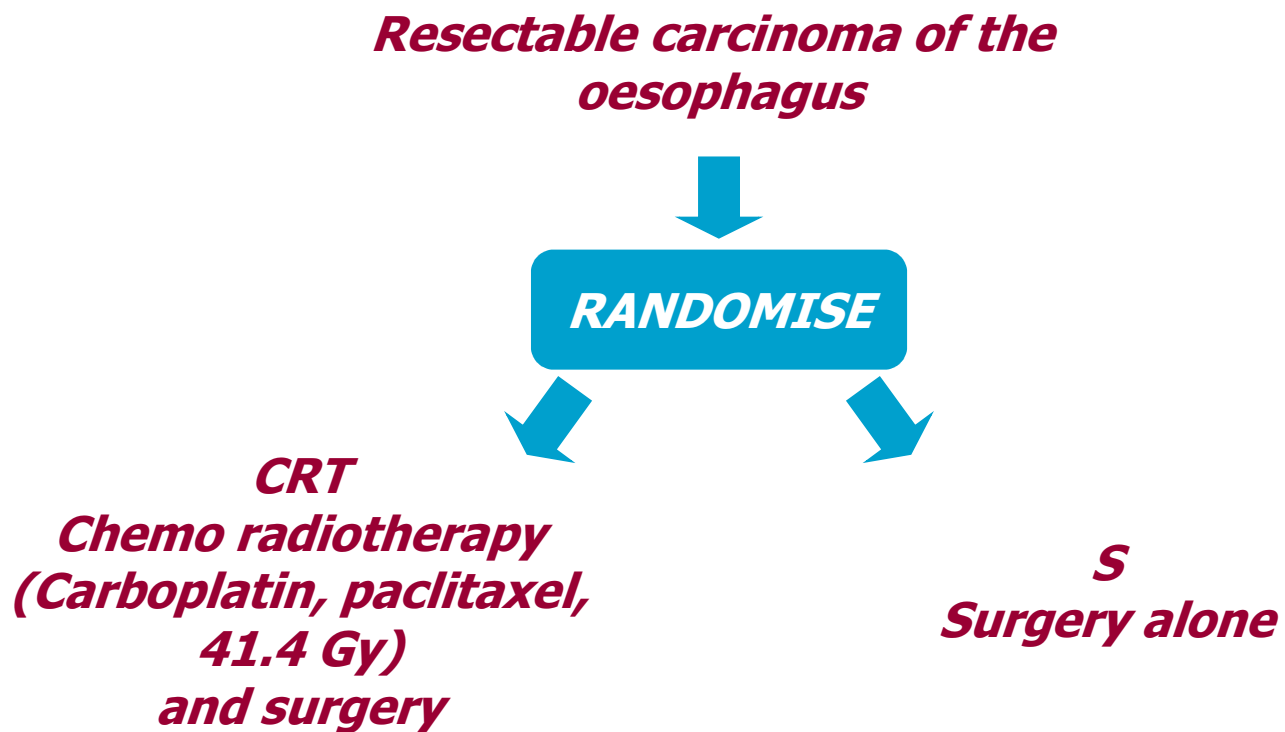 Resectable carcinoma of the
oesophagus
RANDOMISE
CRT
Chemo radiotherapy
(Carboplatin, paclitaxel,
41.4 Gy)
and surgery
S
Surgery alone